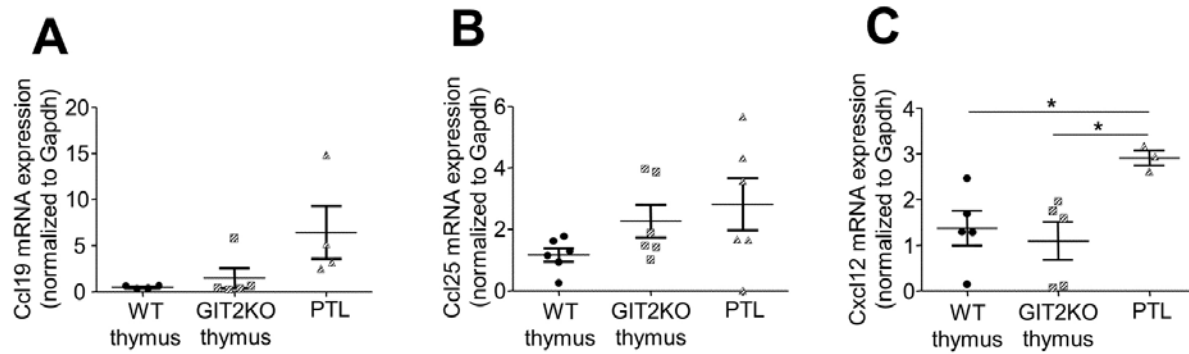 A
Ccl19 mRNA expression
(normalized to Gapdh)
20
15
10
5
0
WT
thymus
GIT2KO
thymus
PTL
B
Ccl25 mRNA expression
(normalized to Gapdh)
6
4
2
0
WT
thymus
GIT2KO
thymus
PTL
C
Cxcl12 mRNA expression
(normalized to Gapdh)
4
3
2
1
0
*
*
WT
thymus
GIT2KO
thymus
PTL